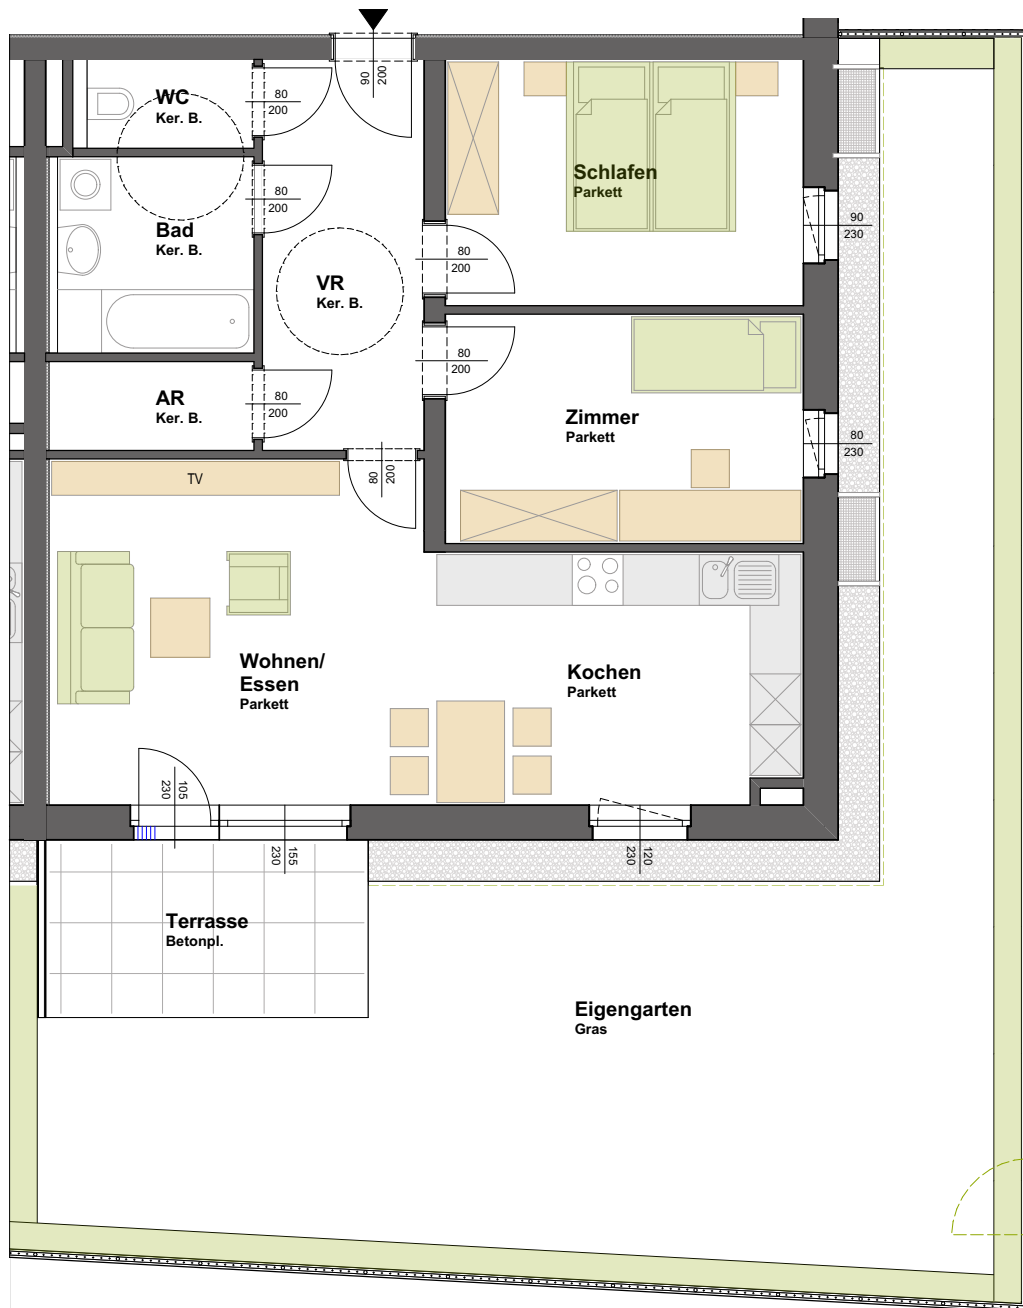 90
200
WC
Ker. B.
80
200
Schlafen
Parkett
80
200
Bad
Ker. B.
90
230
80
200
VR
Ker. B.
80
200
AR
Ker. B.
80
200
Zimmer
Parkett
80
230
80
200
TV
Wohnen/
Essen
Parkett
Kochen
Parkett
105
230
155
230
120
230
Terrasse
Betonpl.
Eigengarten
Gras